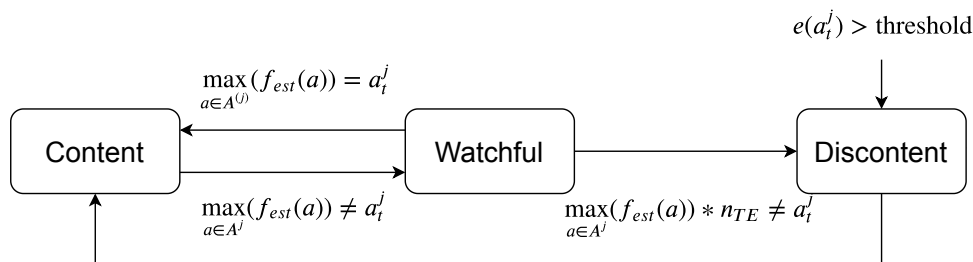 e(a_t^j) > threshold
max_{a∈A^{(j)}}(f_{est}(a)) = a_t^j
Content
Watchful
Discontent
max_{a∈A^j}(f_{est}(a)) ≠ a_t^j
max_{a∈A^j}(f_{est}(a)) * n_{TE} ≠ a_t^j